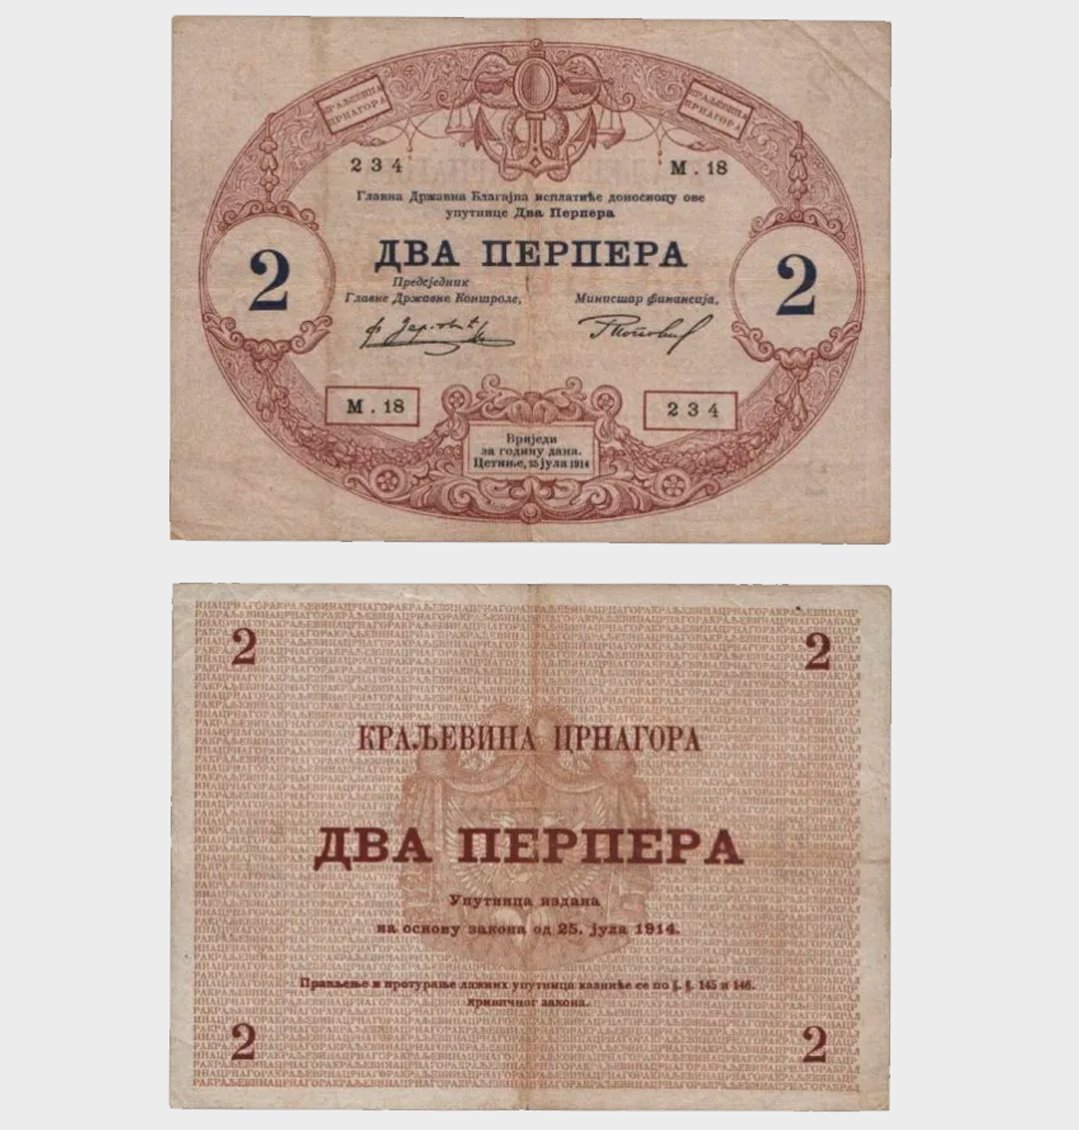 КРАЉЕВИНА
ЦРНАГОРА
КРАЉЕВИНА
ЦРНАГОРА
234 М.18
Главна Државна Благајна исплатиће доносиоцу ове
упутнице Два Перпера
ДВА ПЕРПЕРА
2 2
Предсједник
Главне Државне Контроле, Министар финансија,
М.18 234
Вриједи
за годину дана.
Цетиње, 25 јула 1914
2 2
КРАЉЕВИНА ЦРНАГОРА
ДВА ПЕРПЕРА
Упутница издана
на основу закона од 25. јула 1914.
Прављење и протурање лажних упутница казниће се по §. §. 145 и 146.
кривичног закона.
2 2